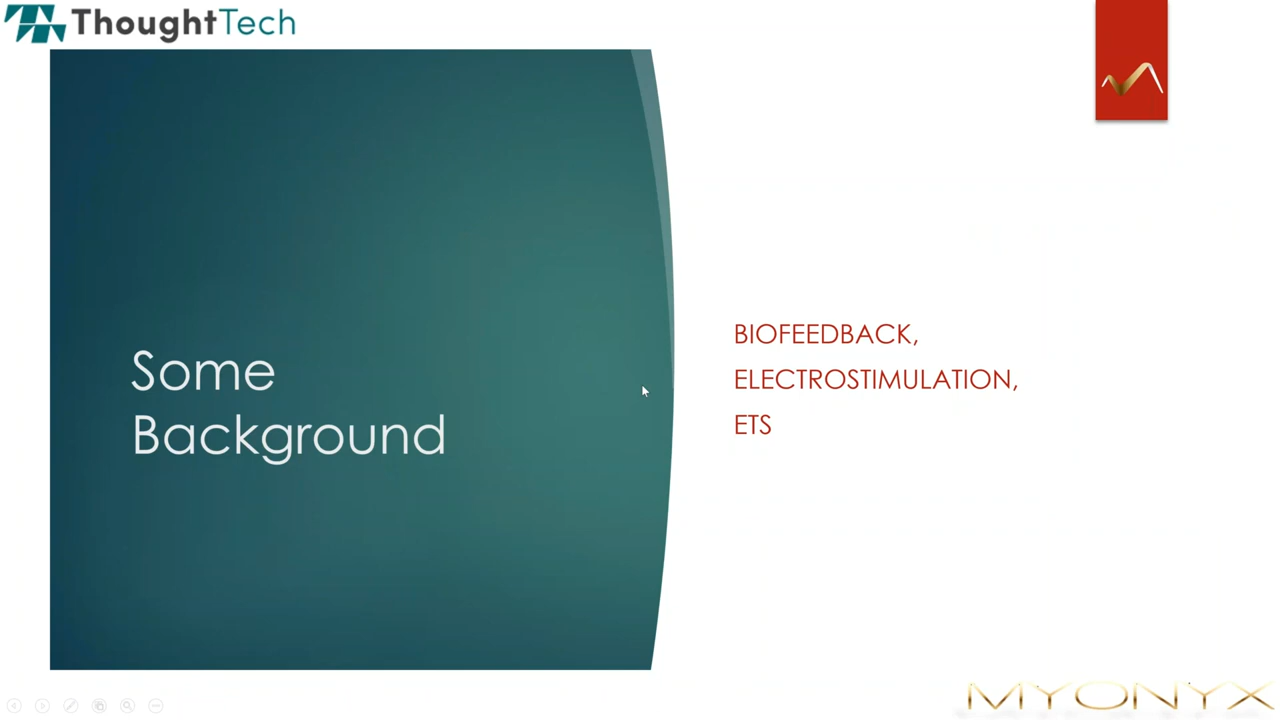 ThoughtTech
Some
Background
BIOFEEDBACK,
ELECTROSTIMULATION,
ETS
MYONYX